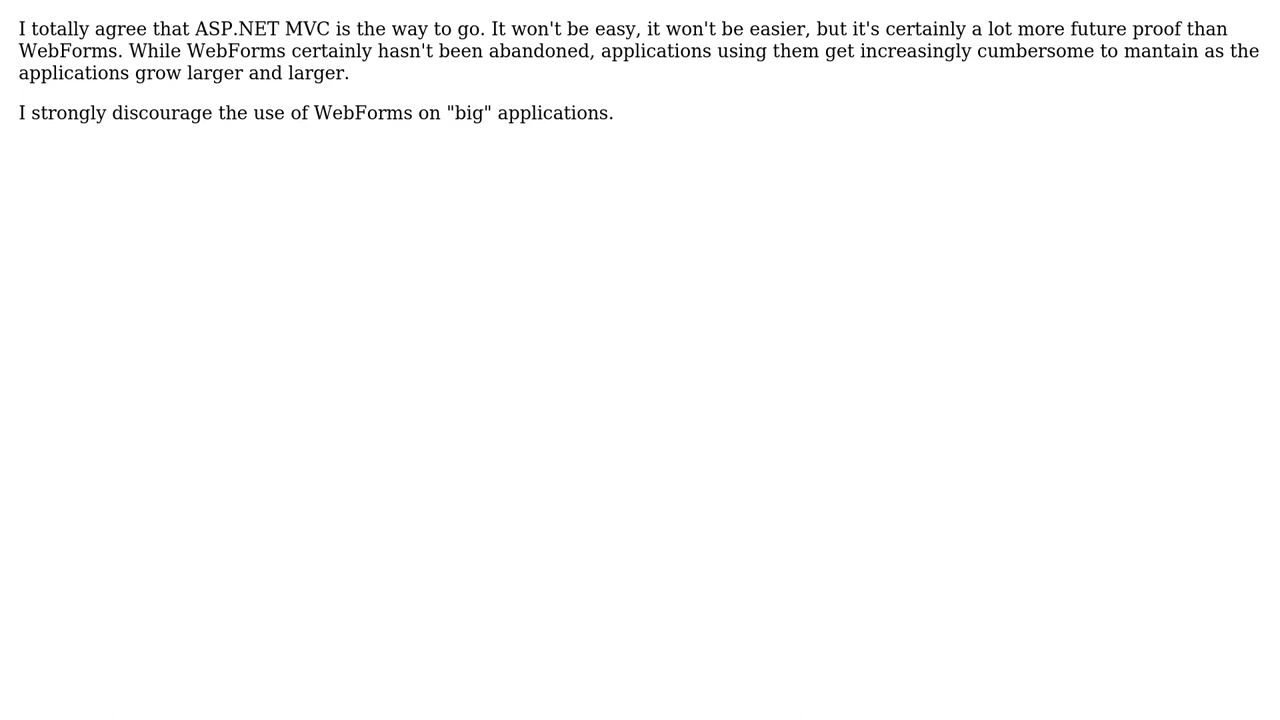 I totally agree that ASP.NET MVC is the way to go. It won't be easy, it won't be easier, but it's certainly a lot more future proof than
WebForms. While WebForms certainly hasn't been abandoned, applications using them get increasingly cumbersome to mantain as the
applications grow larger and larger.
I strongly discourage the use of WebForms on "big" applications.